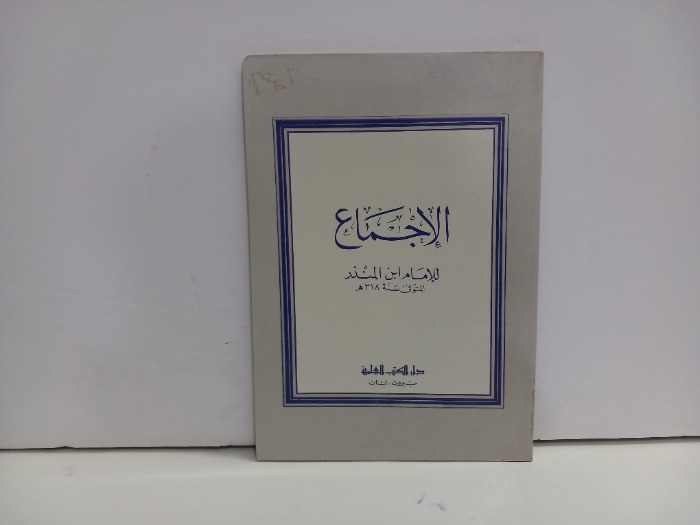 الإجماع
للإمام ابن المنذر
المتوفى سنة ٣١٨ هـ
دار الكتب العلمية
بيروت - لبنان